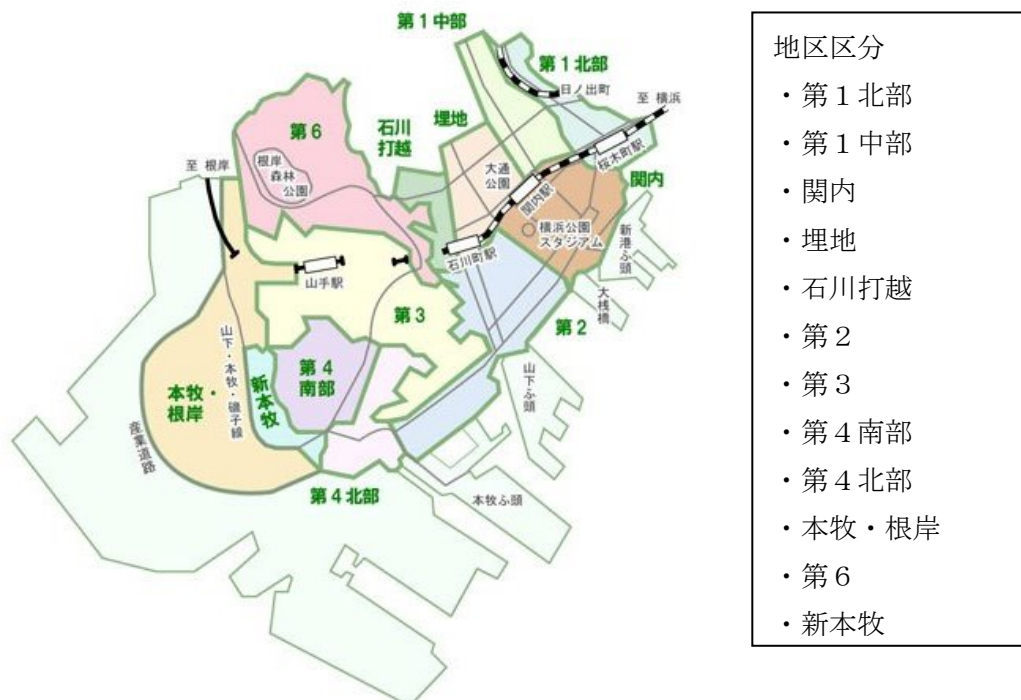 第1中部
第1北部
日ノ出町
至 横浜
第6
石川
打越
埋地
至 根岸
根岸
森林
公園
大通
公園
桜木町駅
関内
関内駅
横浜公園
スタジアム
新港ふ頭
石川町駅
山手駅
大桟橋
第3
第2
山下・本牧・磯子線
第4
南部
山下ふ頭
本牧・
根岸
新本牧
産業道路
第4北部
本牧ふ頭
地区区分
・第1北部
・第1中部
・関内
・埋地
・石川打越
・第2
・第3
・第4南部
・第4北部
・本牧・根岸
・第6
・新本牧